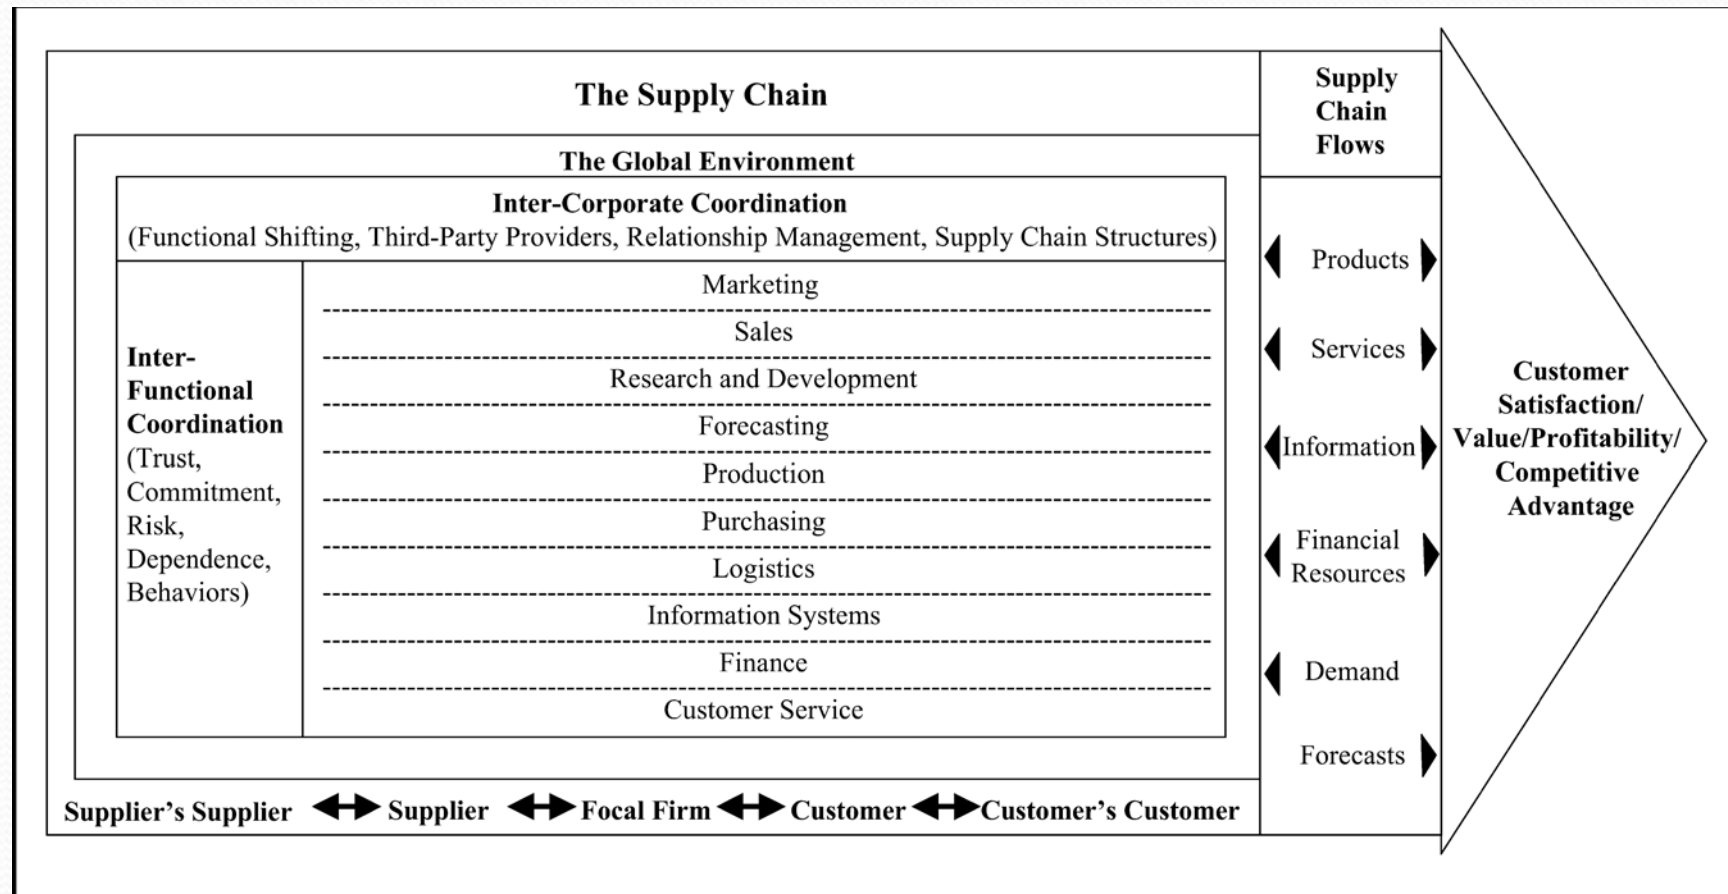 The Supply Chain
The Global Environment
Inter-Corporate Coordination
(Functional Shifting, Third-Party Providers, Relationship Management, Supply Chain Structures)
Inter-
Functional
Coordination
(Trust,
Commitment,
Risk,
Dependence,
Behaviors)
Marketing
Sales
Research and Development
Forecasting
Production
Purchasing
Logistics
Information Systems
Finance
Customer Service
Supplier's Supplier
Supplier
Focal Firm
Customer
Customer's Customer
Supply
Chain
Flows
Products
Services
Information
Financial
Resources
Demand
Forecasts
Customer
Satisfaction/
Value/Profitability/
Competitive
Advantage